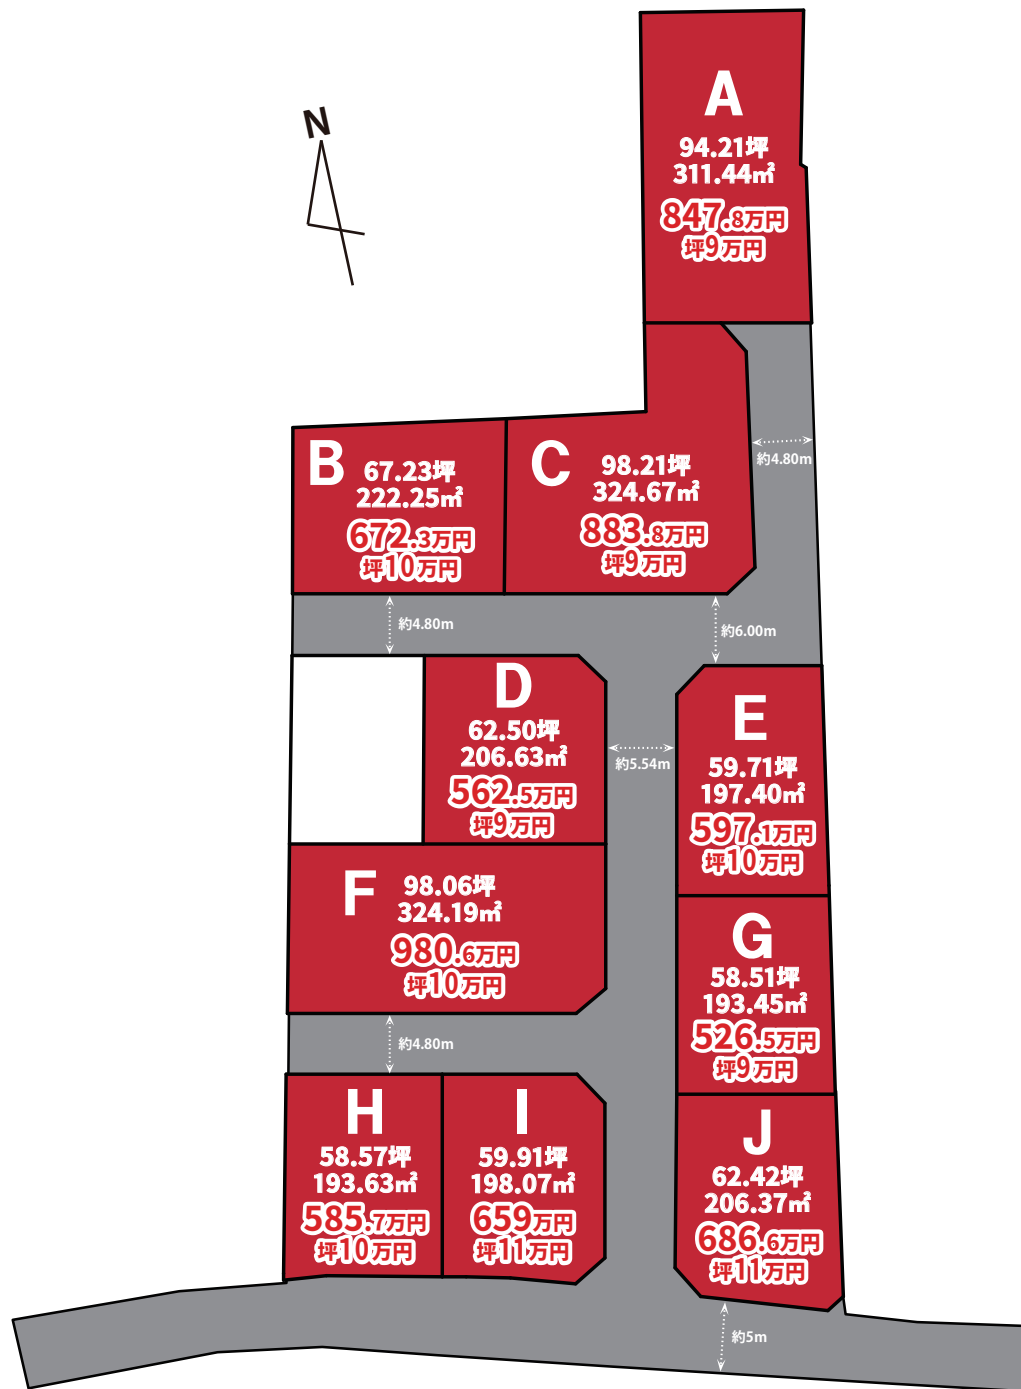 N
A
94.21坪
311.44㎡
847.8万円
坪9万円
約4.80m
B
67.23坪
222.25㎡
672.3万円
坪10万円
C
98.21坪
324.67㎡
883.8万円
坪9万円
約4.80m
約6.00m
D
62.50坪
206.63㎡
562.5万円
坪9万円
約5.54m
E
59.71坪
197.40㎡
597.1万円
坪10万円
F
98.06坪
324.19㎡
980.6万円
坪10万円
G
58.51坪
193.45㎡
526.5万円
坪9万円
約4.80m
H
58.57坪
193.63㎡
585.7万円
坪10万円
I
59.91坪
198.07㎡
659万円
坪11万円
J
62.42坪
206.37㎡
686.6万円
坪11万円
約5m